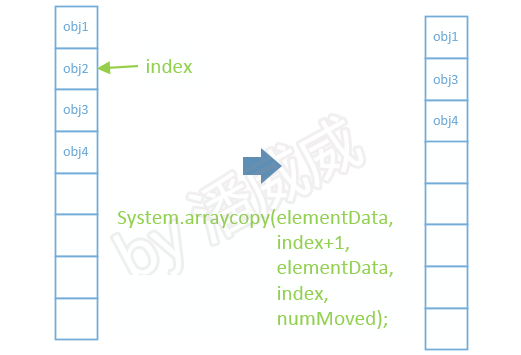 obj1
obj2
obj3
obj4
index
by 潘威威
System.arraycopy(elementData,
index+1,
elementData,
index,
numMoved);
obj1
obj3
obj4